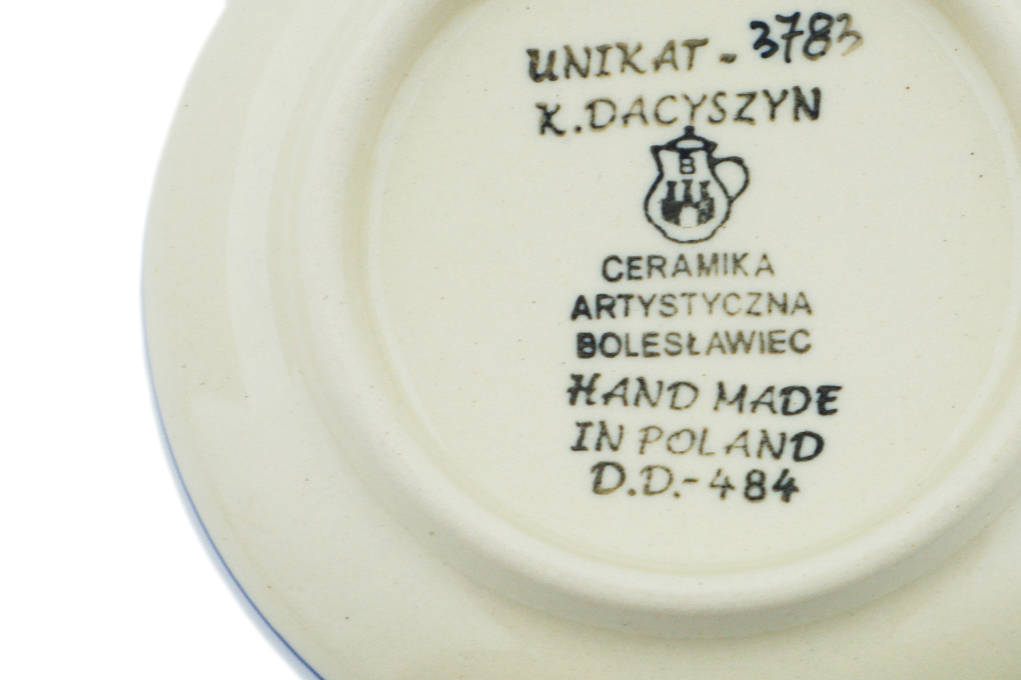 UNIKAT - 3783
K. DACYSZYN
B
CERAMIKA
ARTYSTYCZNA
BOLESŁAWIEC
HAND MADE
IN POLAND
D.D.-484